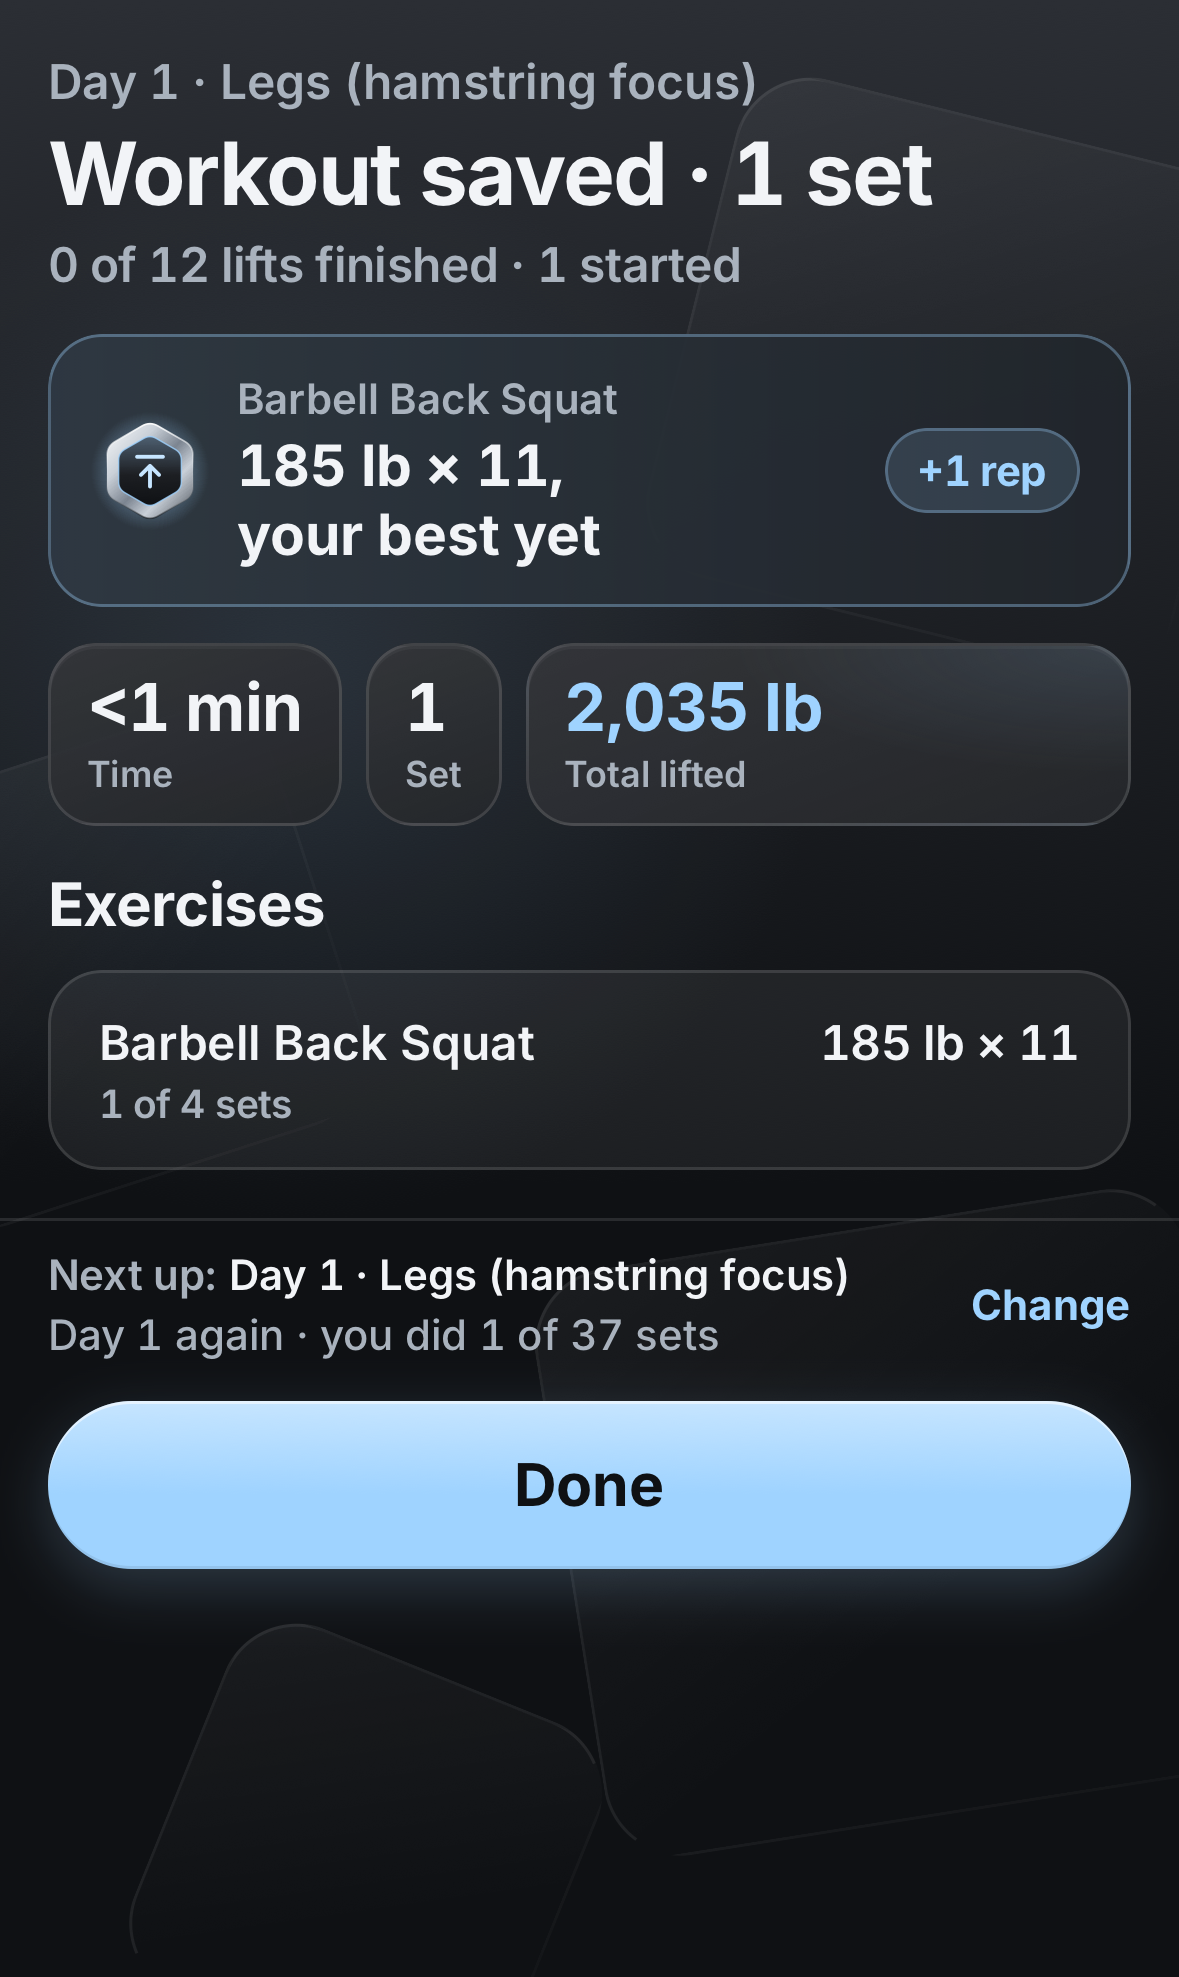 Day 1 · Legs (hamstring focus)
Workout saved · 1 set
0 of 12 lifts finished · 1 started
Barbell Back Squat
185 lb × 11,
your best yet
+1 rep
<1 min
Time
1
Set
2,035 lb
Total lifted
Exercises
Barbell Back Squat
185 lb × 11
1 of 4 sets
Next up: Day 1 · Legs (hamstring focus)
Day 1 again · you did 1 of 37 sets
Change
Done